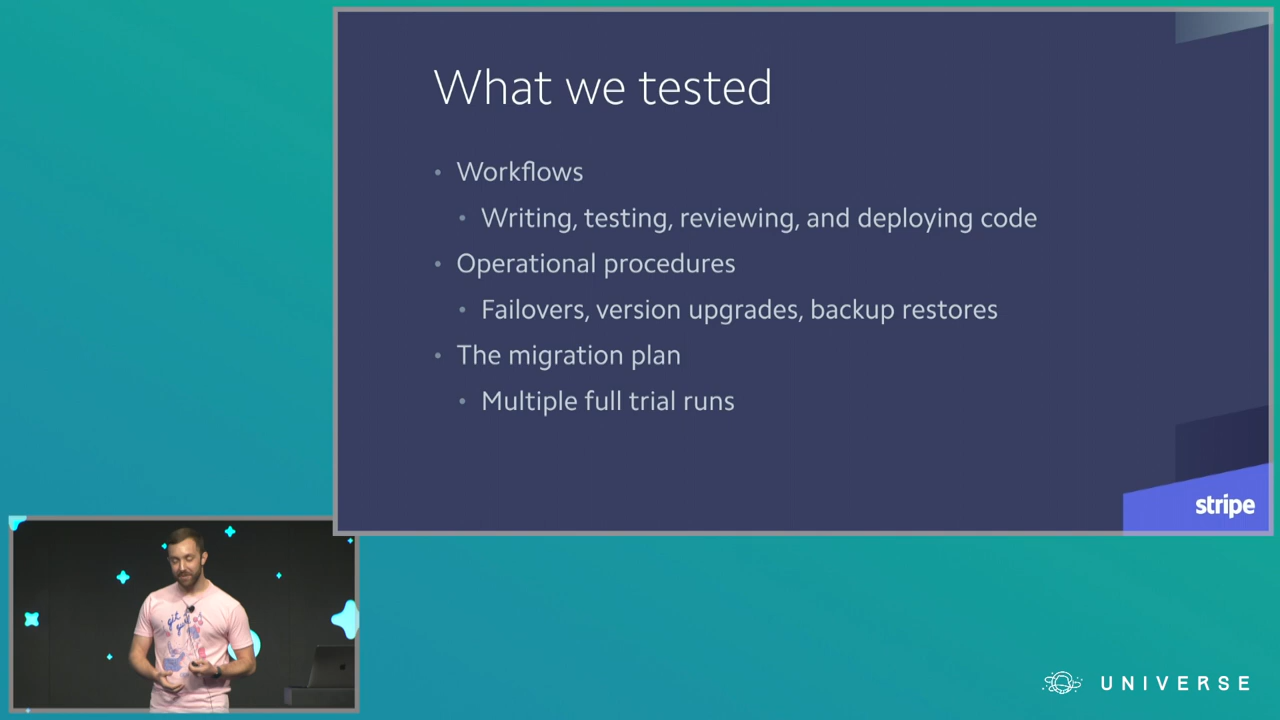 What we tested
• Workflows
• Writing, testing, reviewing, and deploying code
• Operational procedures
• Failovers, version upgrades, backup restores
• The migration plan
• Multiple full trial runs
stripe
git
UNIVERSE